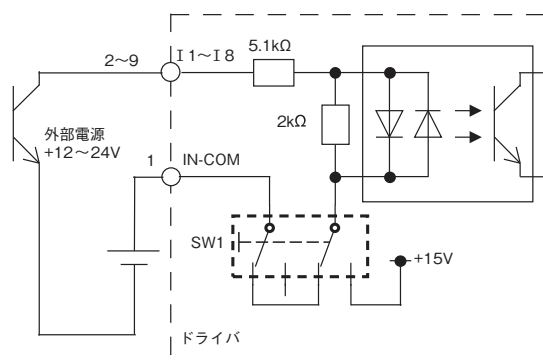 2～9
I1～I8
5.1kΩ
2kΩ
外部電源
+12～24V
1
IN-COM
SW1
+15V
ドライバ